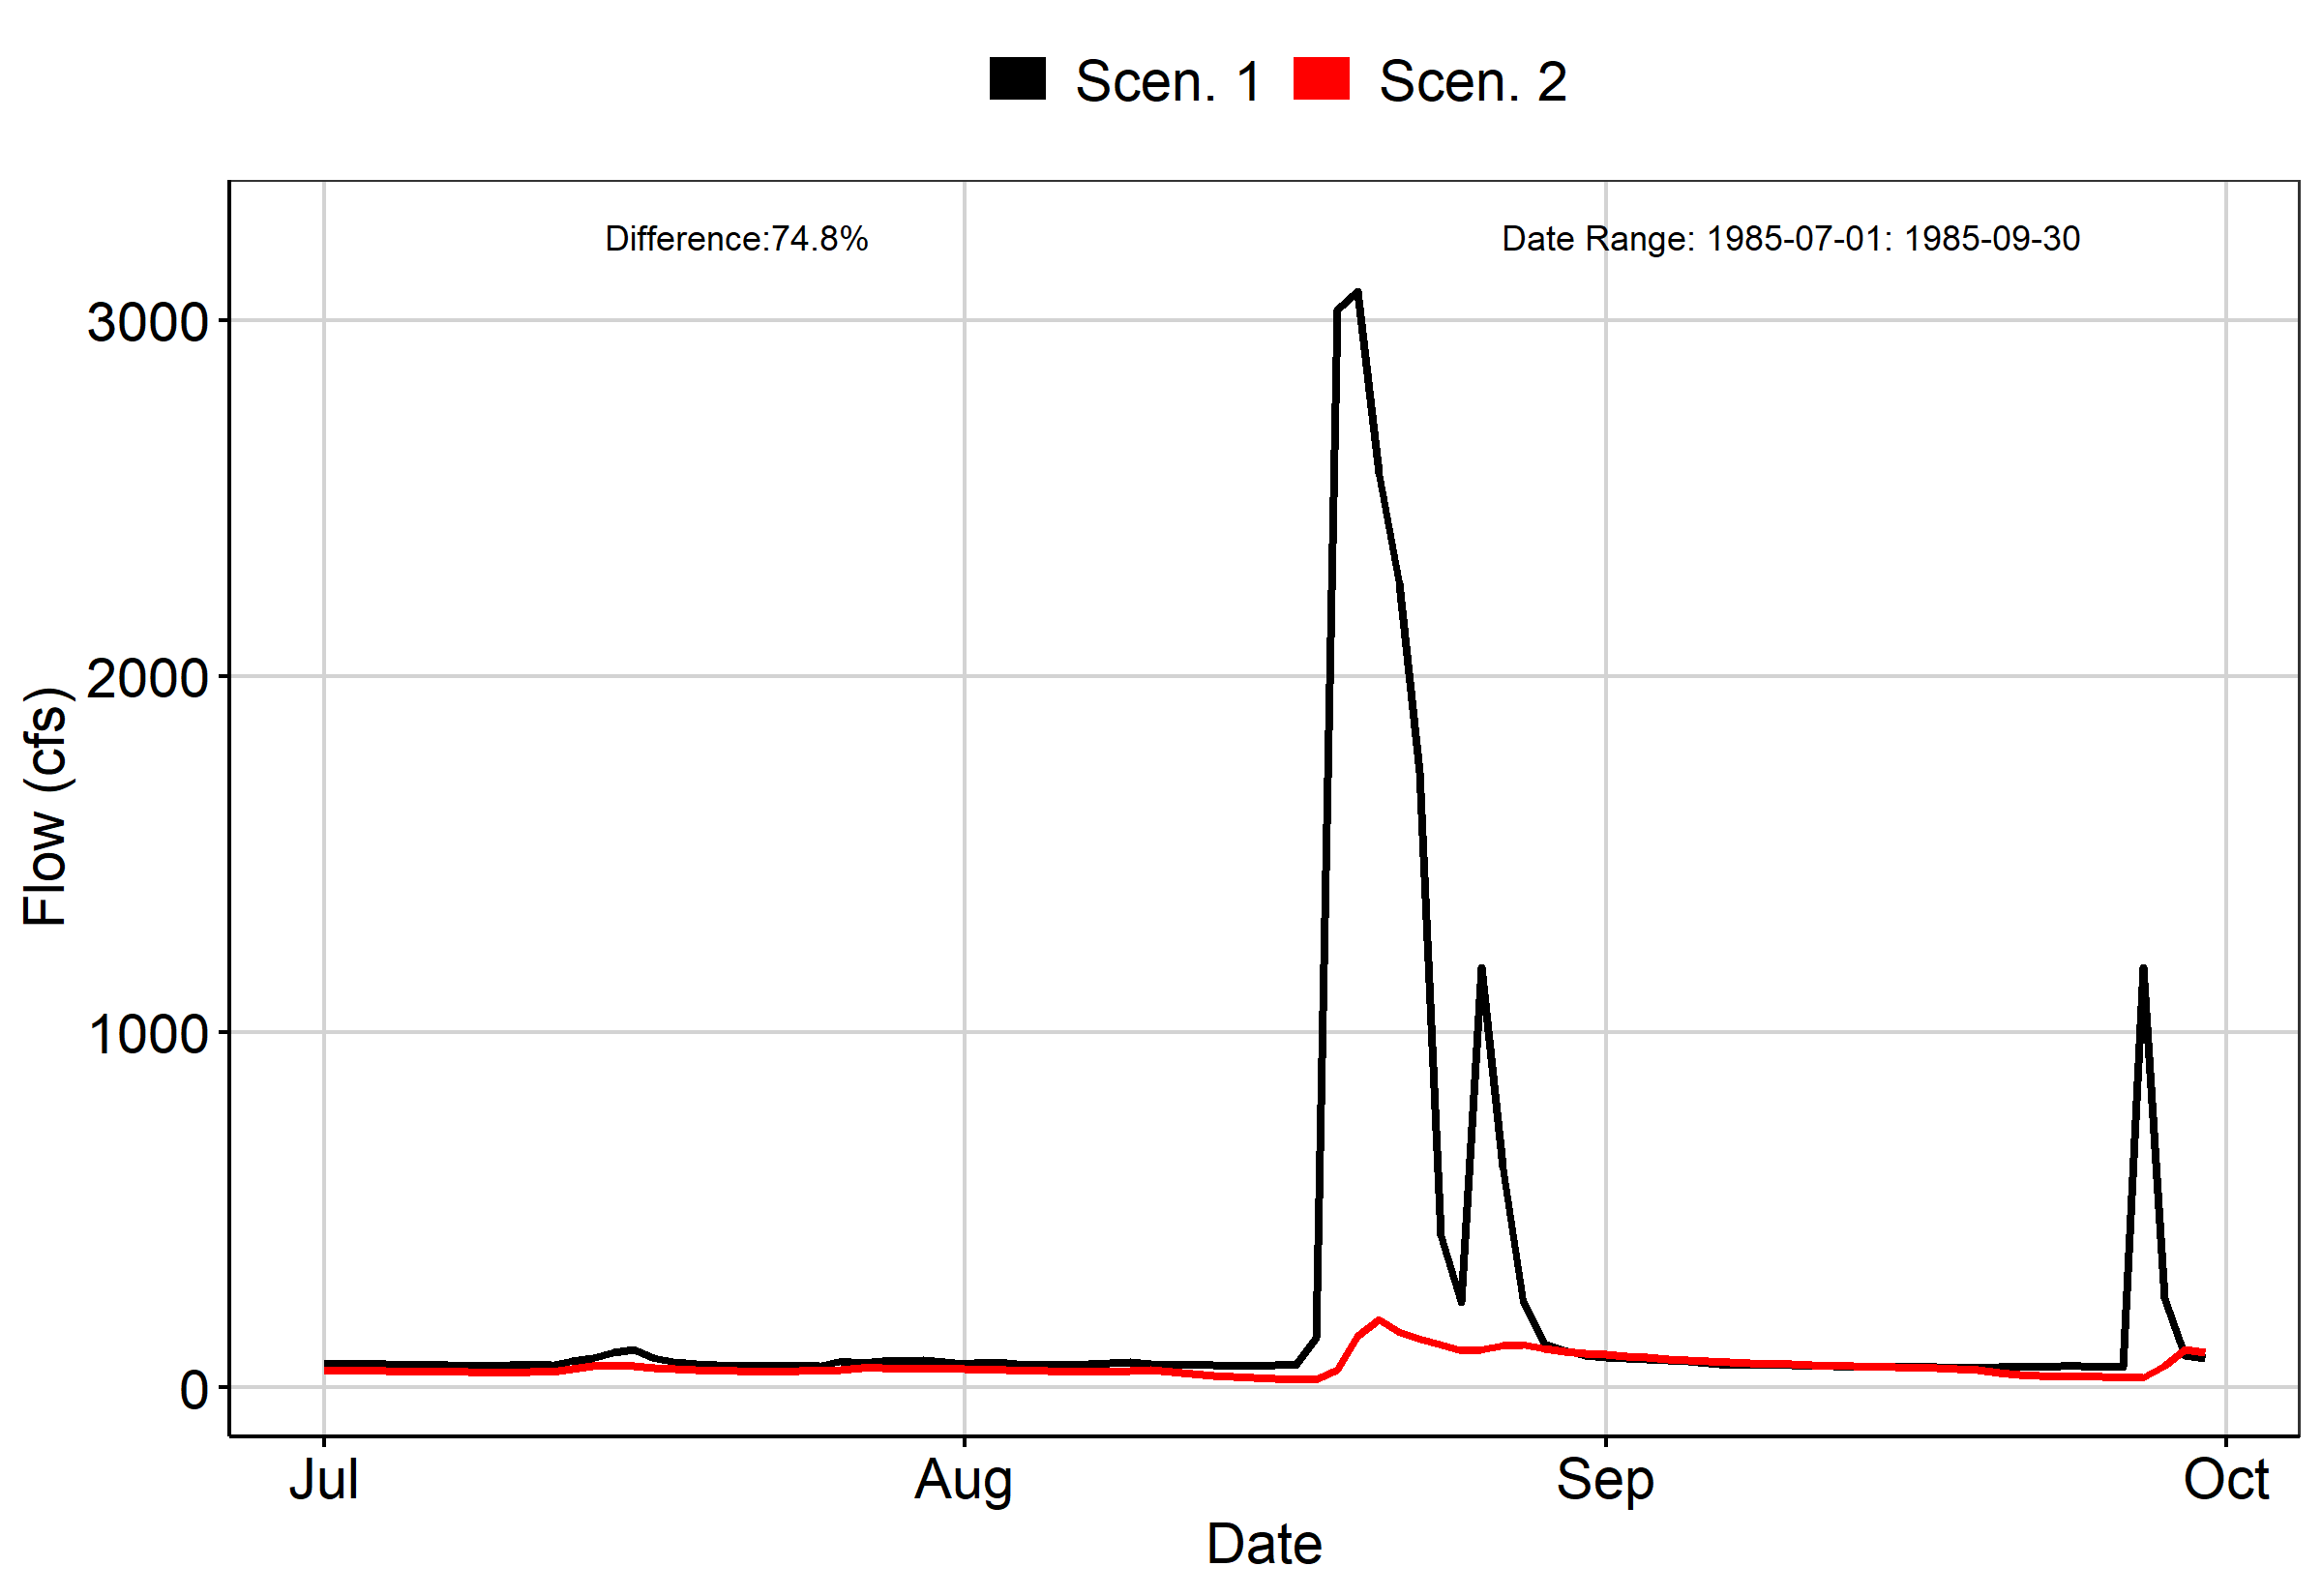 Scen. 1 Scen. 2
Difference:74.8% Date Range: 1985-07-01: 1985-09-30
3000
2000
1000
0
Flow (cfs)
Jul Aug Sep Oct
Date